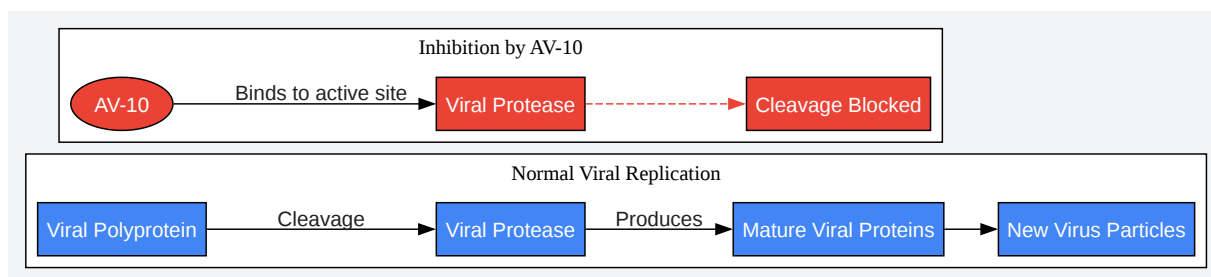 Inhibition by AV-10
AV-10
Binds to active site
Viral Protease
Cleavage Blocked
Normal Viral Replication
Viral Polyprotein
Cleavage
Viral Protease
Produces
Mature Viral Proteins
New Virus Particles